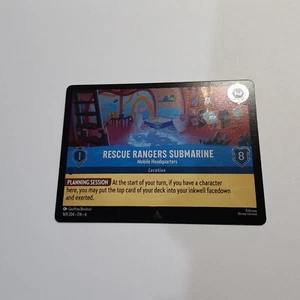 RESCUE RANGERS SUBMARINE
Mobile Headquarters
1
8
Location
PLANNING SESSION At the start of your turn, if you have a character
here, you may put the top card of your deck into your inkwell facedown
and exerted.
©Disney